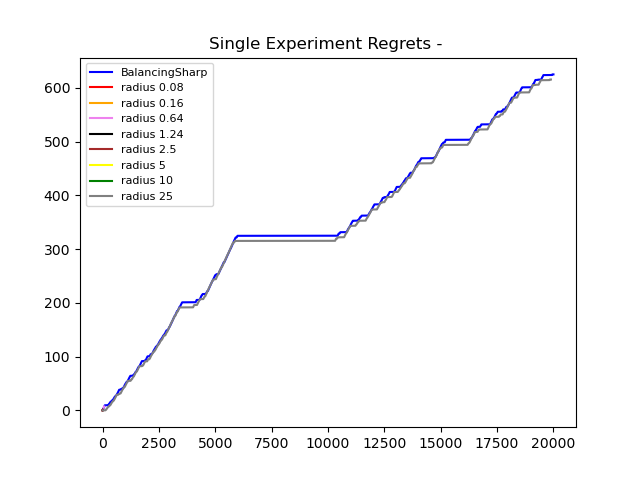 Single Experiment Regrets -
BalancingSharp
radius 0.08
radius 0.16
radius 0.64
radius 1.24
radius 2.5
radius 5
radius 10
radius 25
600
500
400
300
200
100
0
0 2500 5000 7500 10000 12500 15000 17500 20000